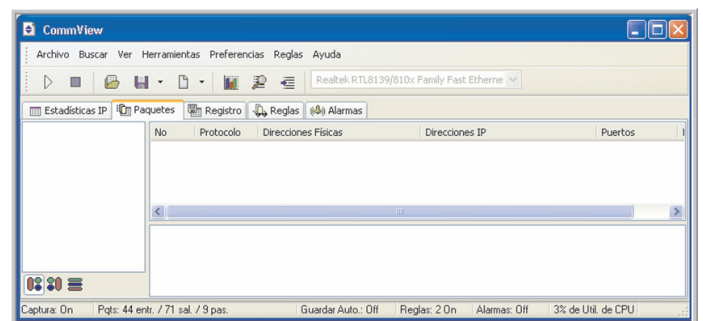 CommView
Archivo Buscar Ver Herramientas Preferencias Reglas Ayuda
Realtek RTL8139/810x Family Fast Etherne
Estadísticas IP Paquetes Registro Reglas Alarmas
No Protocolo Direcciones Físicas Direcciones IP Puertos
Captura: On Pqts: 44 entr. / 71 sal. / 9 pas. Guardar Auto.: Off Reglas: 2 On Alarmas: Off 3% de Util. de CPU